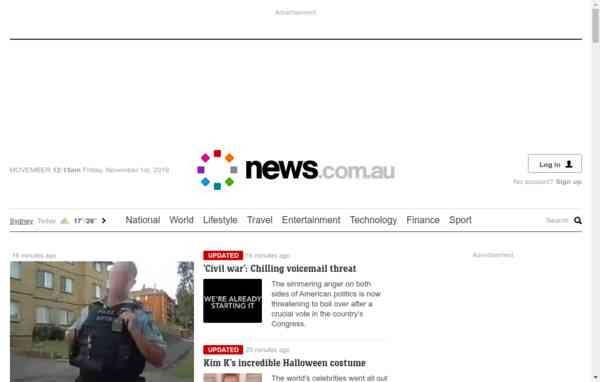 Advertisement
MOVEMBER 12:15am Friday, November 1st, 2019
news.com.au
Log in
No account? Sign up
Sydney Today 17°/26°
National World Lifestyle Travel Entertainment Technology Finance Sport
Search
16 minutes ago
POLICE
UPDATED 16 minutes ago
'Civil war': Chilling voicemail threat
WE'RE ALREADY
STARTING IT
The simmering anger on both
sides of American politics is now
threatening to boil over after a
crucial vote in the country's
Congress.
Advertisement
UPDATED 20 minutes ago
Kim K's incredible Halloween costume
The world's celebrities went all out